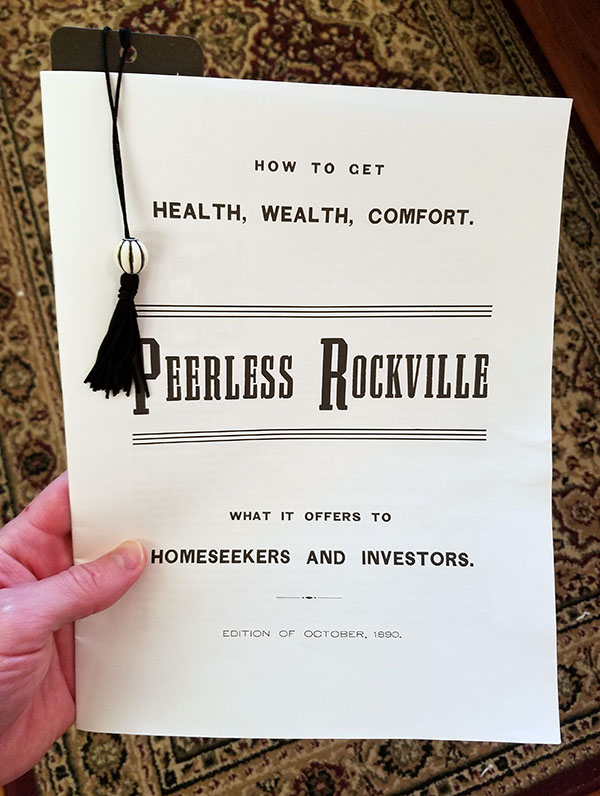 HOW TO GET
HEALTH, WEALTH, COMFORT.
PEERLESS ROCKVILLE
WHAT IT OFFERS TO
HOMESEEKERS AND INVESTORS.
EDITION OF OCTOBER, 1890.